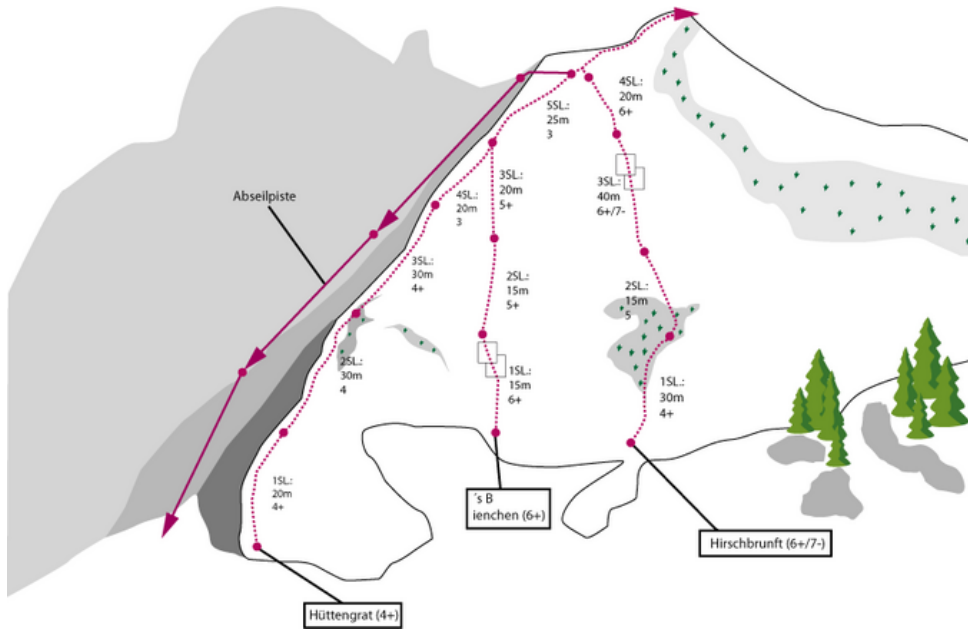 Abseilpiste
5SL.:
25m
3
4SL.:
20m
6+
3SL.:
20m
5+
4SL.:
20m
3
3SL.:
40m
6+/7-
3SL.:
30m
4+
2SL.:
15m
5+
2SL.:
15m
5
2SL.:
30m
4
1SL.:
15m
6+
1SL.:
30m
4+
1SL.:
20m
4+
´s B
ienchen (6+)
Hirschbrunft (6+/7-)
Hüttengrat (4+)